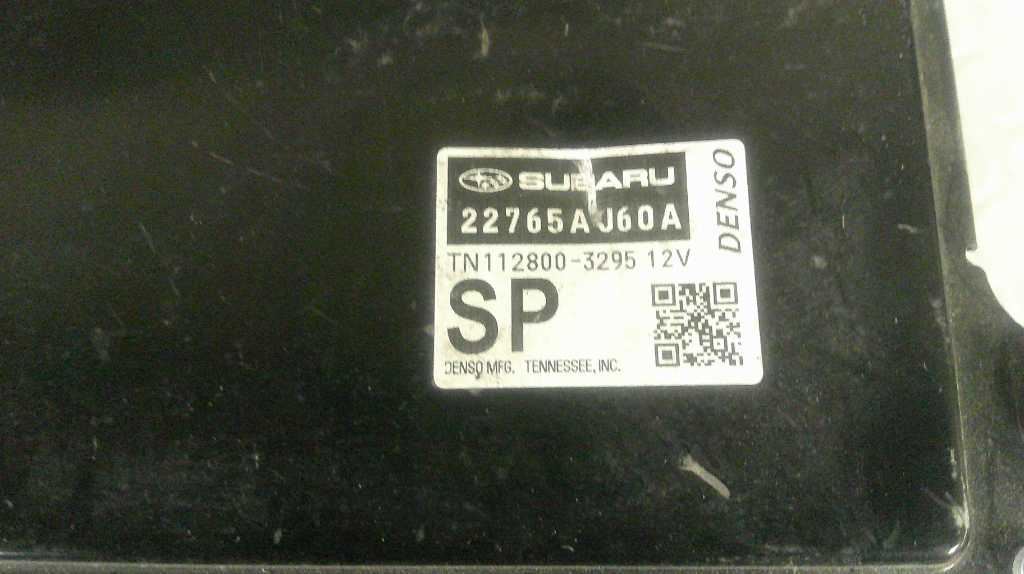 SUBARU
22765AJ60A
DENSO
TN112800-3295 12V
SP
DENSO MFG. TENNESSEE, INC.